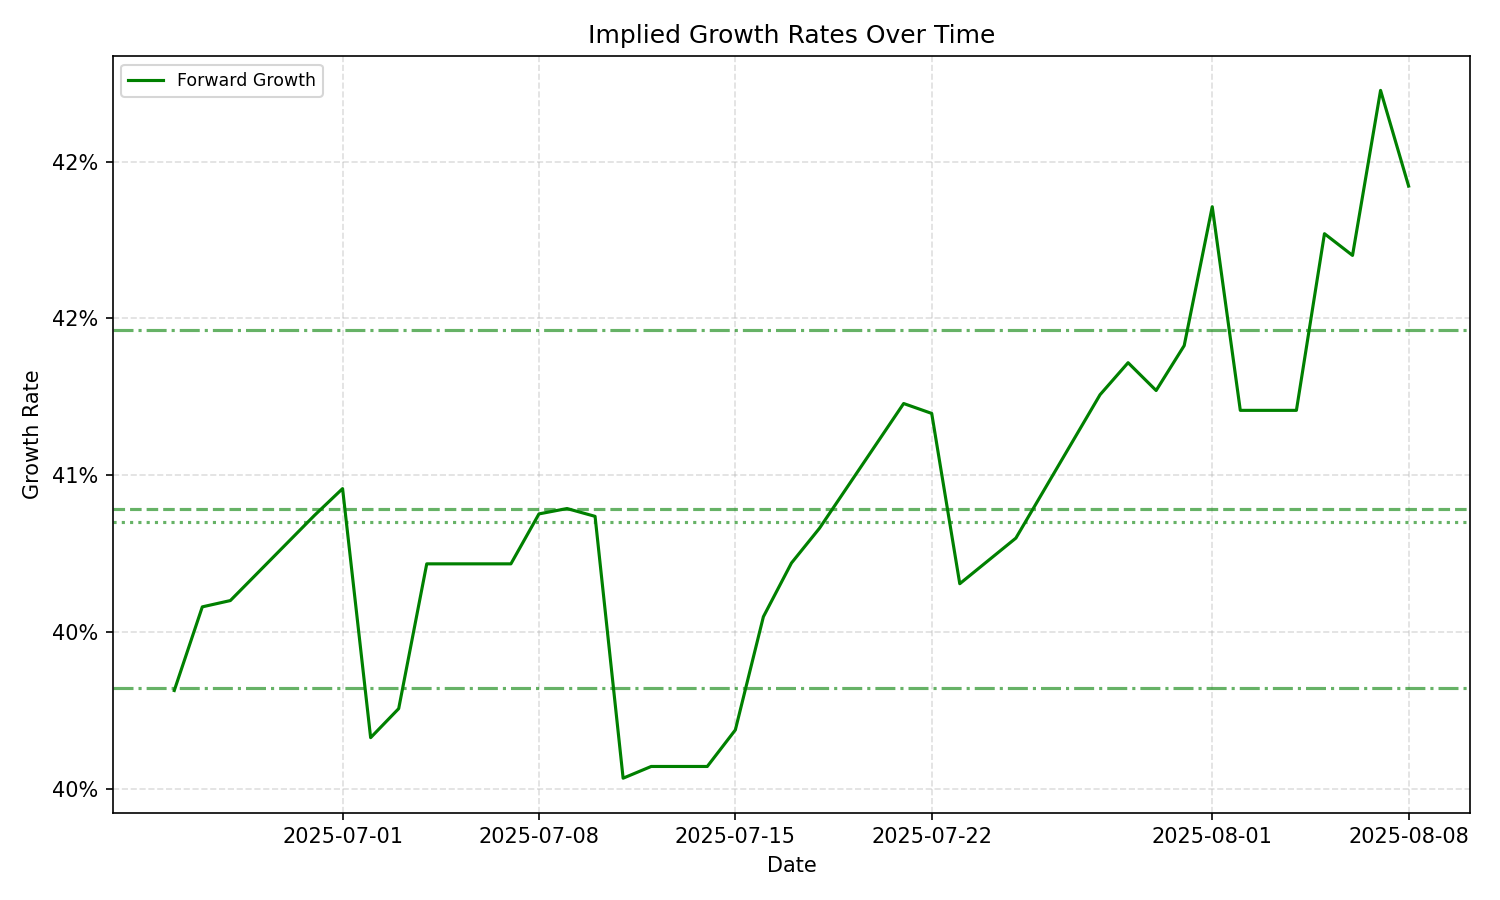 Implied Growth Rates Over Time
Forward Growth
42%
42%
41%
40%
40%
Growth Rate
2025-07-01
2025-07-08
2025-07-15
2025-07-22
2025-08-01
2025-08-08
Date